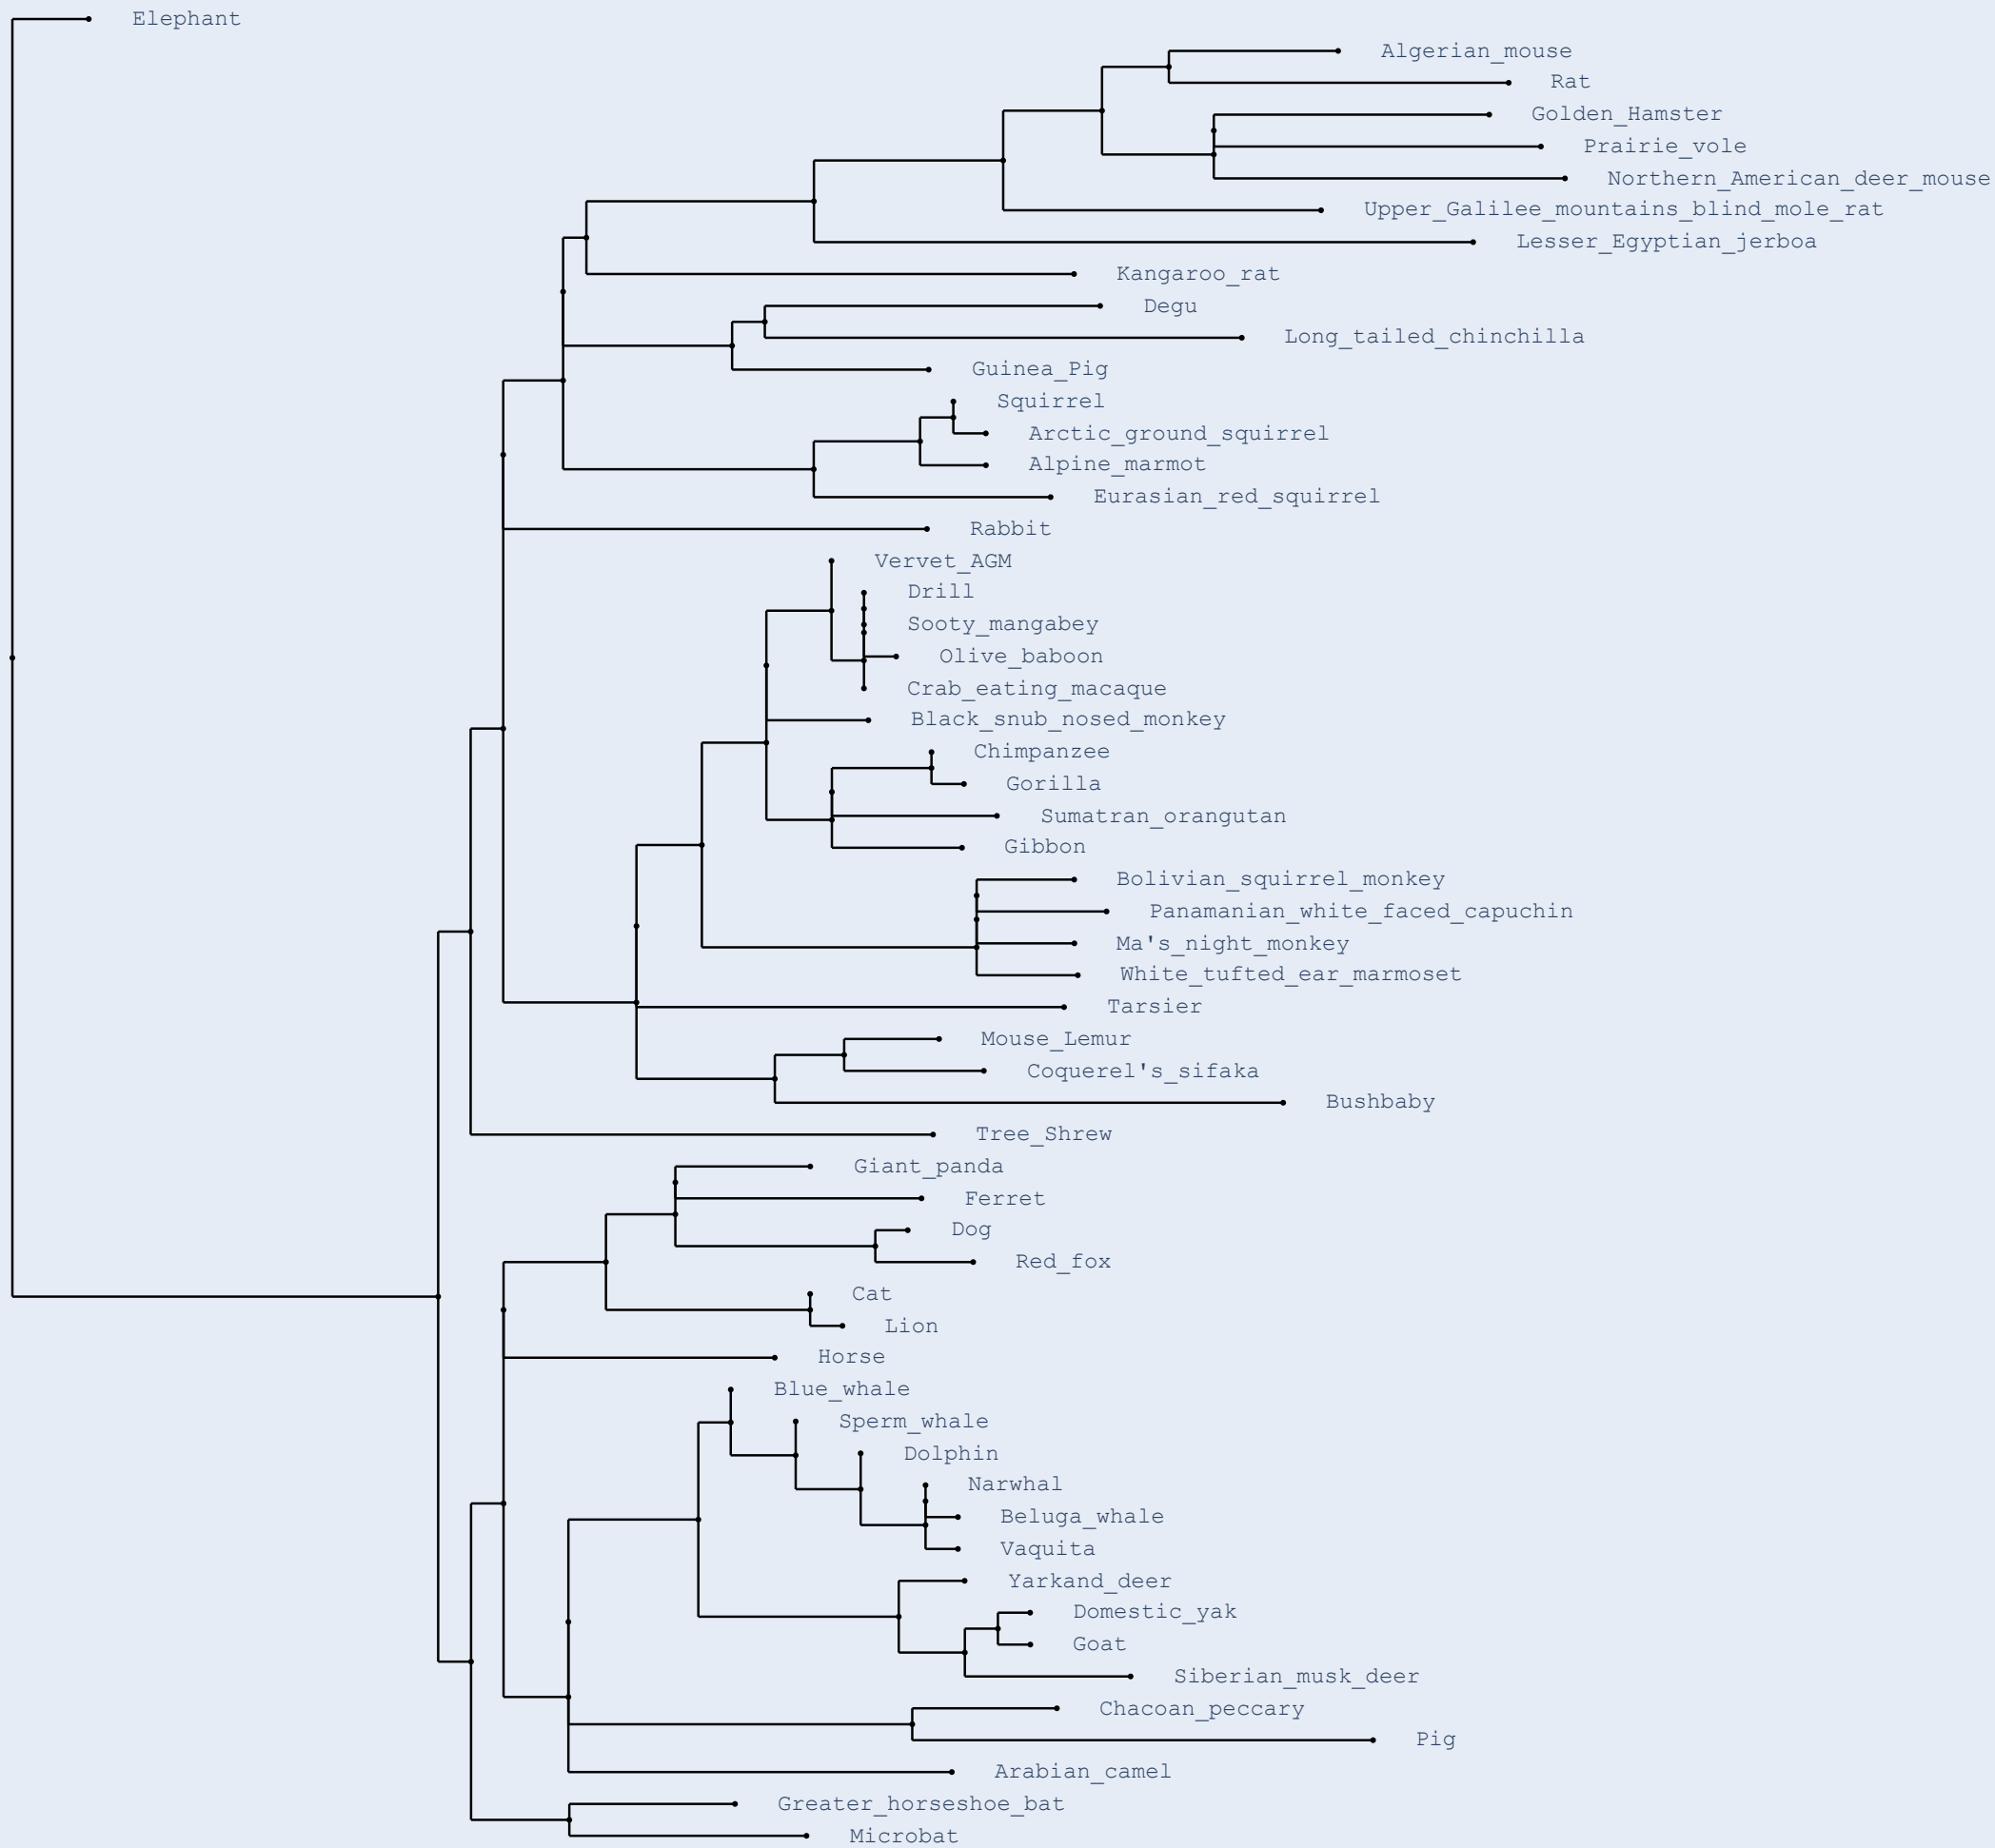 Elephant
Algerian_mouse
Rat
Golden_Hamster
Prairie_vole
Northern_American_deer_mouse
Upper_Galilee_mountains_blind_mole_rat
Lesser_Egyptian_jerboa
Kangaroo_rat
Degu
Long_tailed_chinchilla
Guinea_Pig
Squirrel
Arctic_ground_squirrel
Alpine_marmot
Eurasian_red_squirrel
Rabbit
Vervet_AGM
Drill
Sooty_mangabey
Olive_baboon
Crab_eating_macaque
Black_snub_nosed_monkey
Chimpanzee
Gorilla
Sumatran_orangutan
Gibbon
Bolivian_squirrel_monkey
Panamanian_white_faced_capuchin
Ma's_night_monkey
White_tufted_ear_marmoset
Tarsier
Mouse_Lemur
Coquerel's_sifaka
Bushbaby
Tree_Shrew
Giant_panda
Ferret
Dog
Red_fox
Cat
Lion
Horse
Blue_whale
Sperm_whale
Dolphin
Narwhal
Beluga_whale
Vaquita
Yarkand_deer
Domestic_yak
Goat
Siberian_musk_deer
Chacoan_peccary
Pig
Arabian_camel
Greater_horseshoe_bat
Microbat